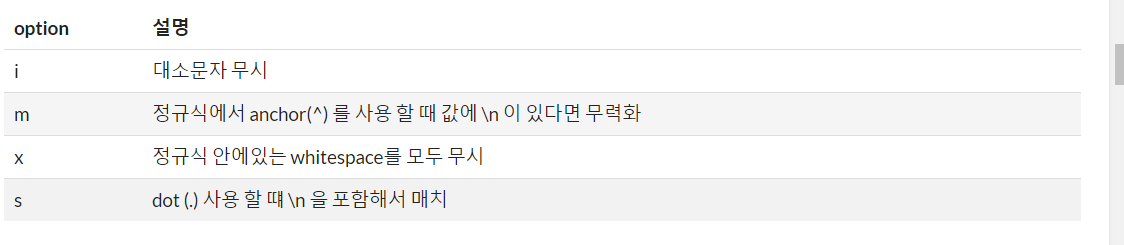 option 설명
i 대소문자 무시
m 정규식에서 anchor(^) 를 사용 할 때 값에 \n 이 있다면 무력화
x 정규식 안에있는 whitespace를 모두 무시
s dot (.) 사용 할 떄 \n 을 포함해서 매치